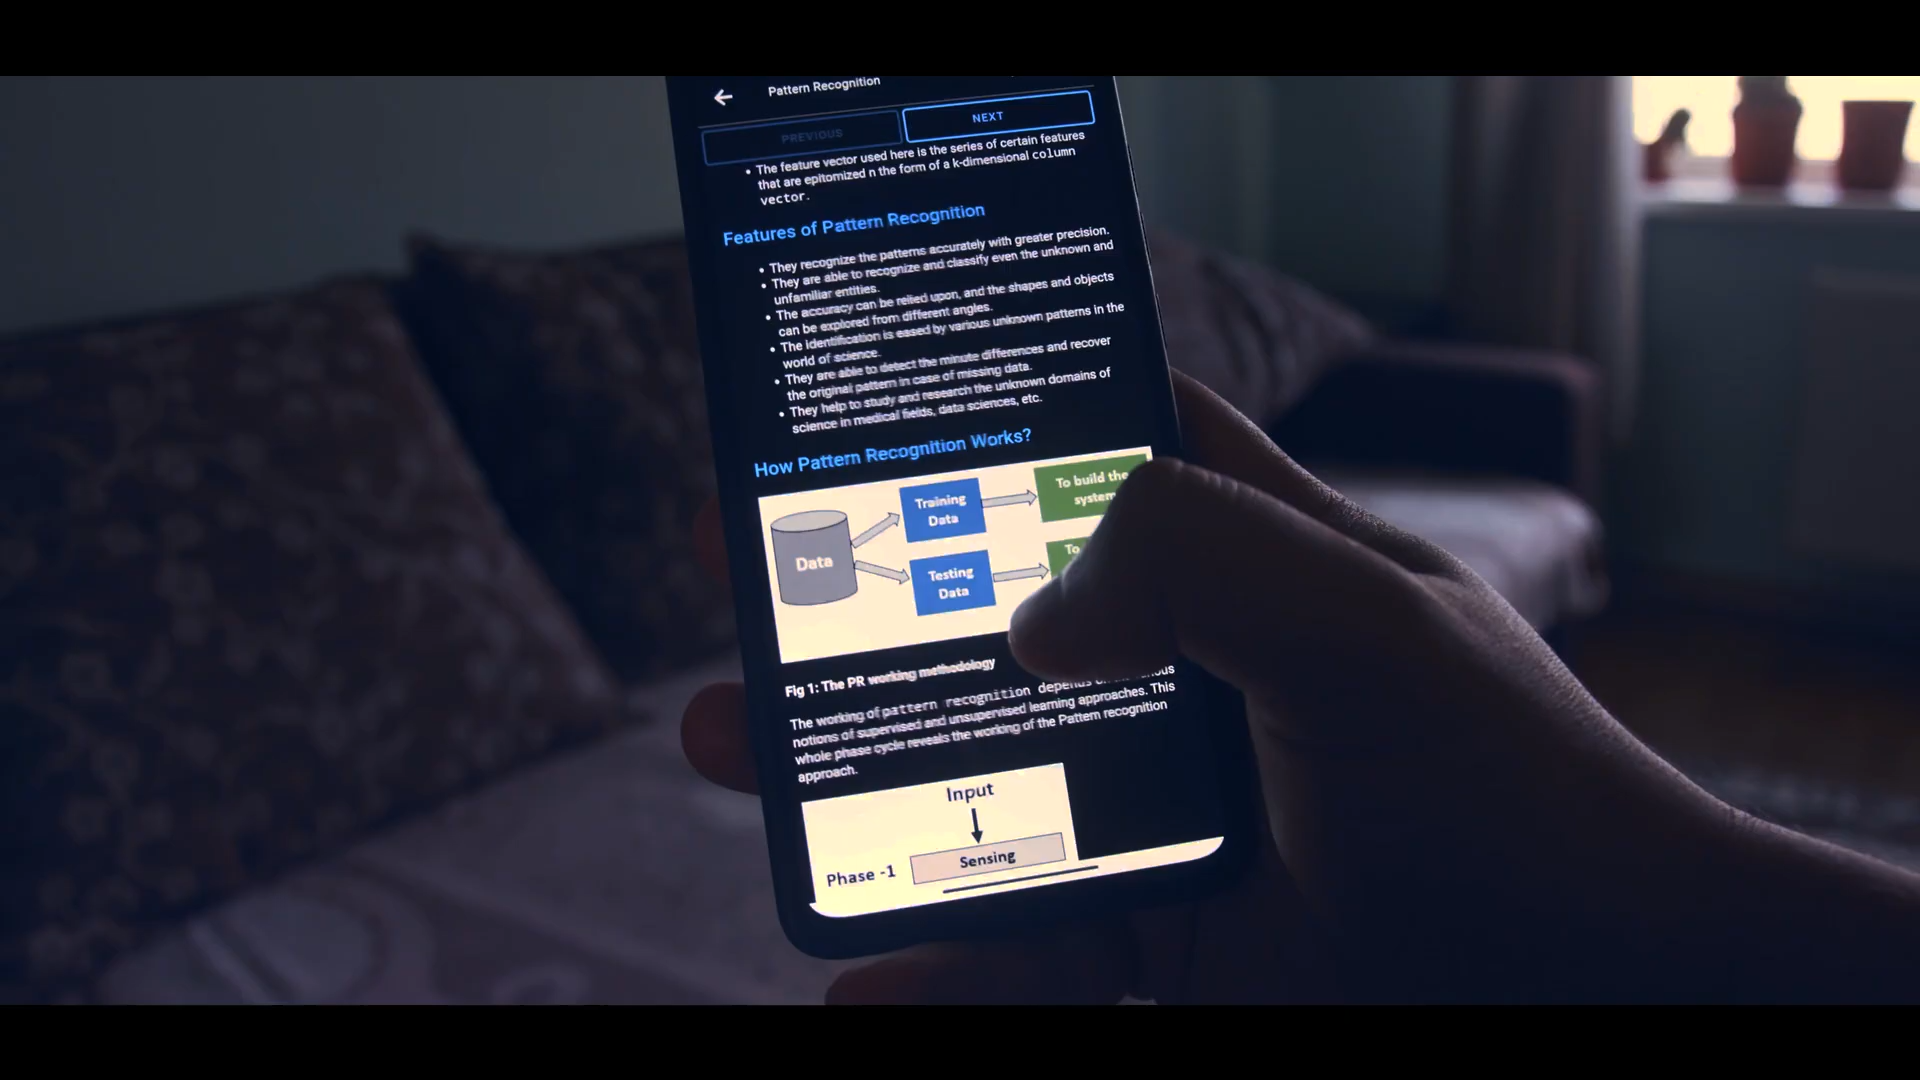 Pattern Recognition
PREVIOUS
NEXT
• The feature vector used here is the series of certain features
that are epitomized n the form of a k-dimensional column
vector.
Features of Pattern Recognition
• They recognize the patterns accurately with greater precision.
• They are able to recognize and classify even the unknown and
unfamiliar entities.
• The accuracy can be relied upon, and the shapes and objects
can be explored from different angles.
• The identification is eased by various unknown patterns in the
world of science.
• They are able to detect the minute differences and recover
the original pattern in case of missing data.
• They help to study and research the unknown domains of
science in medical fields, data sciences, etc.
How Pattern Recognition Works?
Data
Training
Data
To build the
system
Testing
Data
To
Fig 1: The PR working methodology
The working of pattern recognition depends
notions of supervised and unsupervised learning approaches. This
whole phase cycle reveals the working of the Pattern recognition
approach.
Input
Phase -1
Sensing